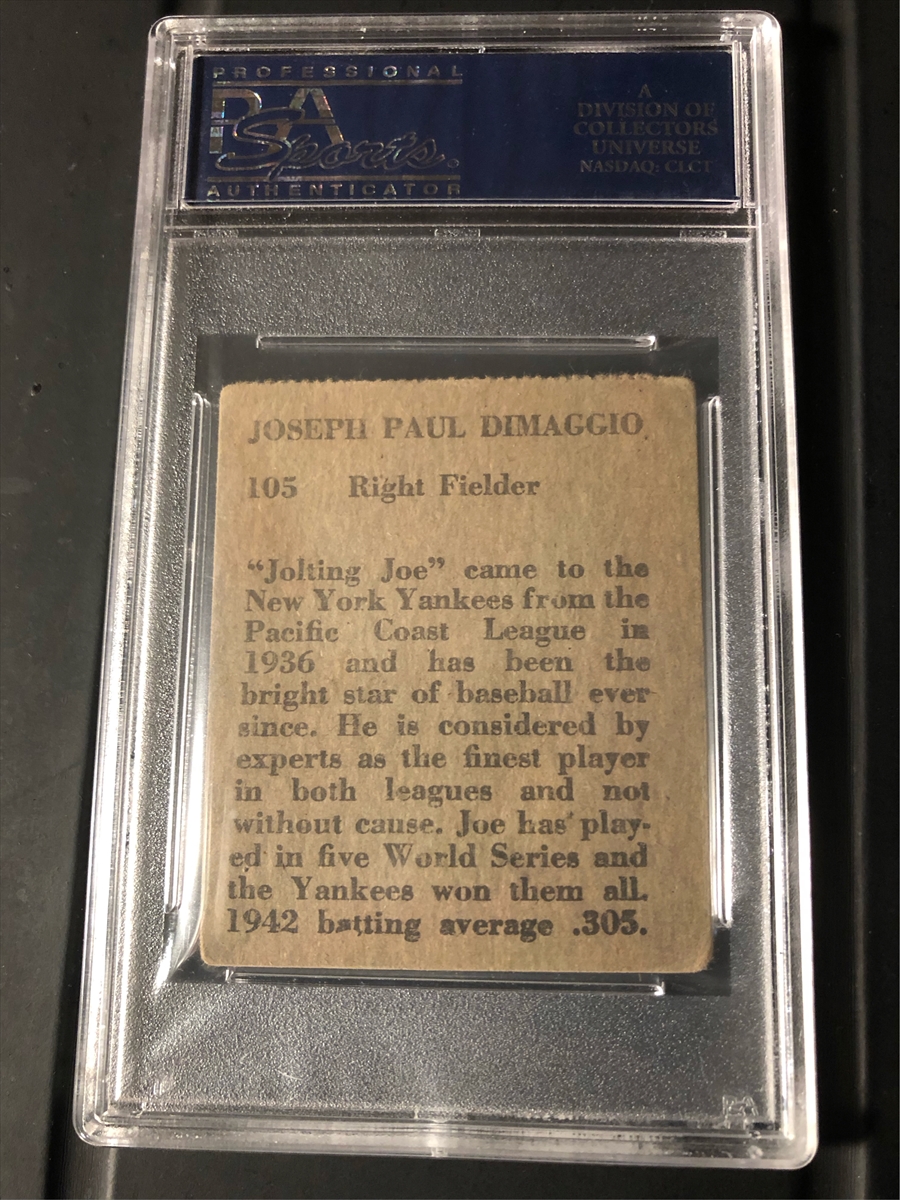 PROFESSIONAL
PSA
Sports.
AUTHENTICATOR
A
DIVISION OF
COLLECTORS
UNIVERSE
NASDAQ: CLCT
JOSEPH PAUL DIMAGGIO
105 Right Fielder
"Jolting Joe" came to the
New York Yankees from the
Pacific Coast League in
1936 and has been the
bright star of baseball ever
since. He is considered by
experts as the finest player
in both leagues and not
without cause. Joe has play-
ed in five World Series and
the Yankees won them all.
1942 batting average .305.
PSA